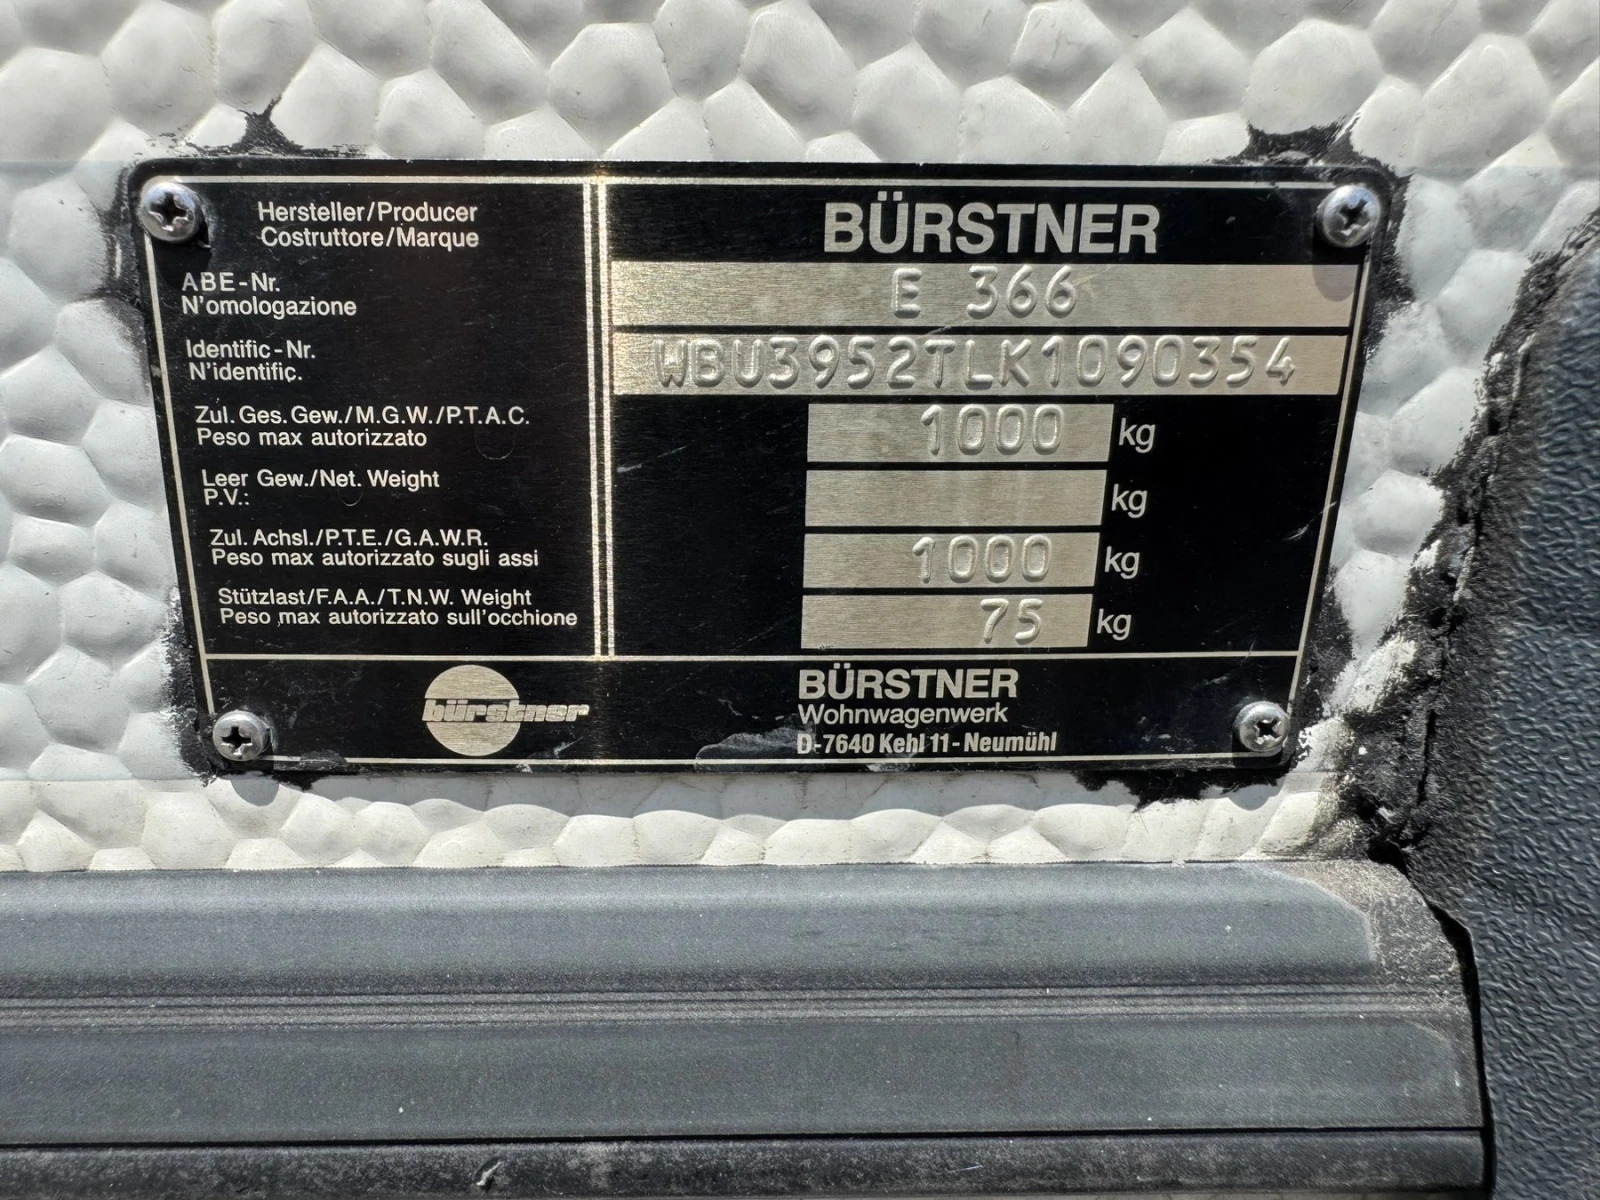 Hersteller/Producer
Costruttore/Marque
BÜRSTNER
ABE-Nr.
N'omologazione
E 366
Identific-Nr.
N'identific.
WBU3952TLK1090354
Zul. Ges. Gew./M.G.W./P.T.A.C.
Peso max autorizzato
1000 kg
Leer Gew./Net. Weight
P.V.:
kg
Zul. Achsl./P.T.E./G.A.W.R.
Peso max autorizzato sugli assi
1000 kg
Stützlast/F.A.A./T.N.W. Weight
Peso max autorizzato sull'occhione
75 kg
bürstner
BÜRSTNER
Wohnwagenwerk
D-7640 Kehl 11-Neumühl